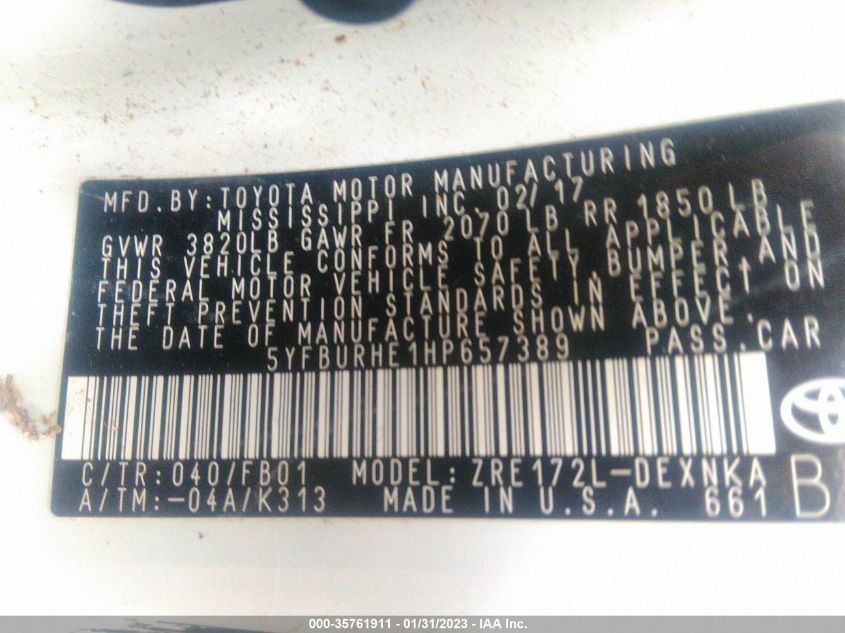 MFD.BY:TOYOTA MOTOR MANUFACTURING
MISSISSIPPI INC 02/17
GVWR 3820LB GAWR FR 2070 LB RR 1850 LB
THIS VEHICLE CONFORMS TO ALL APPLICABLE
FEDERAL MOTOR VEHICLE SAFETY,BUMPER,AND
THEFT PREVENTION STANDARDS IN EFFECT ON
THE DATE OF MANUFACTURE SHOWN ABOVE.
5YFBURHE1HP657389 PASS.CAR
C/TR:040/FB01 MODEL:ZRE172L-DEXNKA
A/TM:-04A/K313 MADE IN U.S.A. 661
B
000-35761911 - 01/31/2023 - IAA Inc.